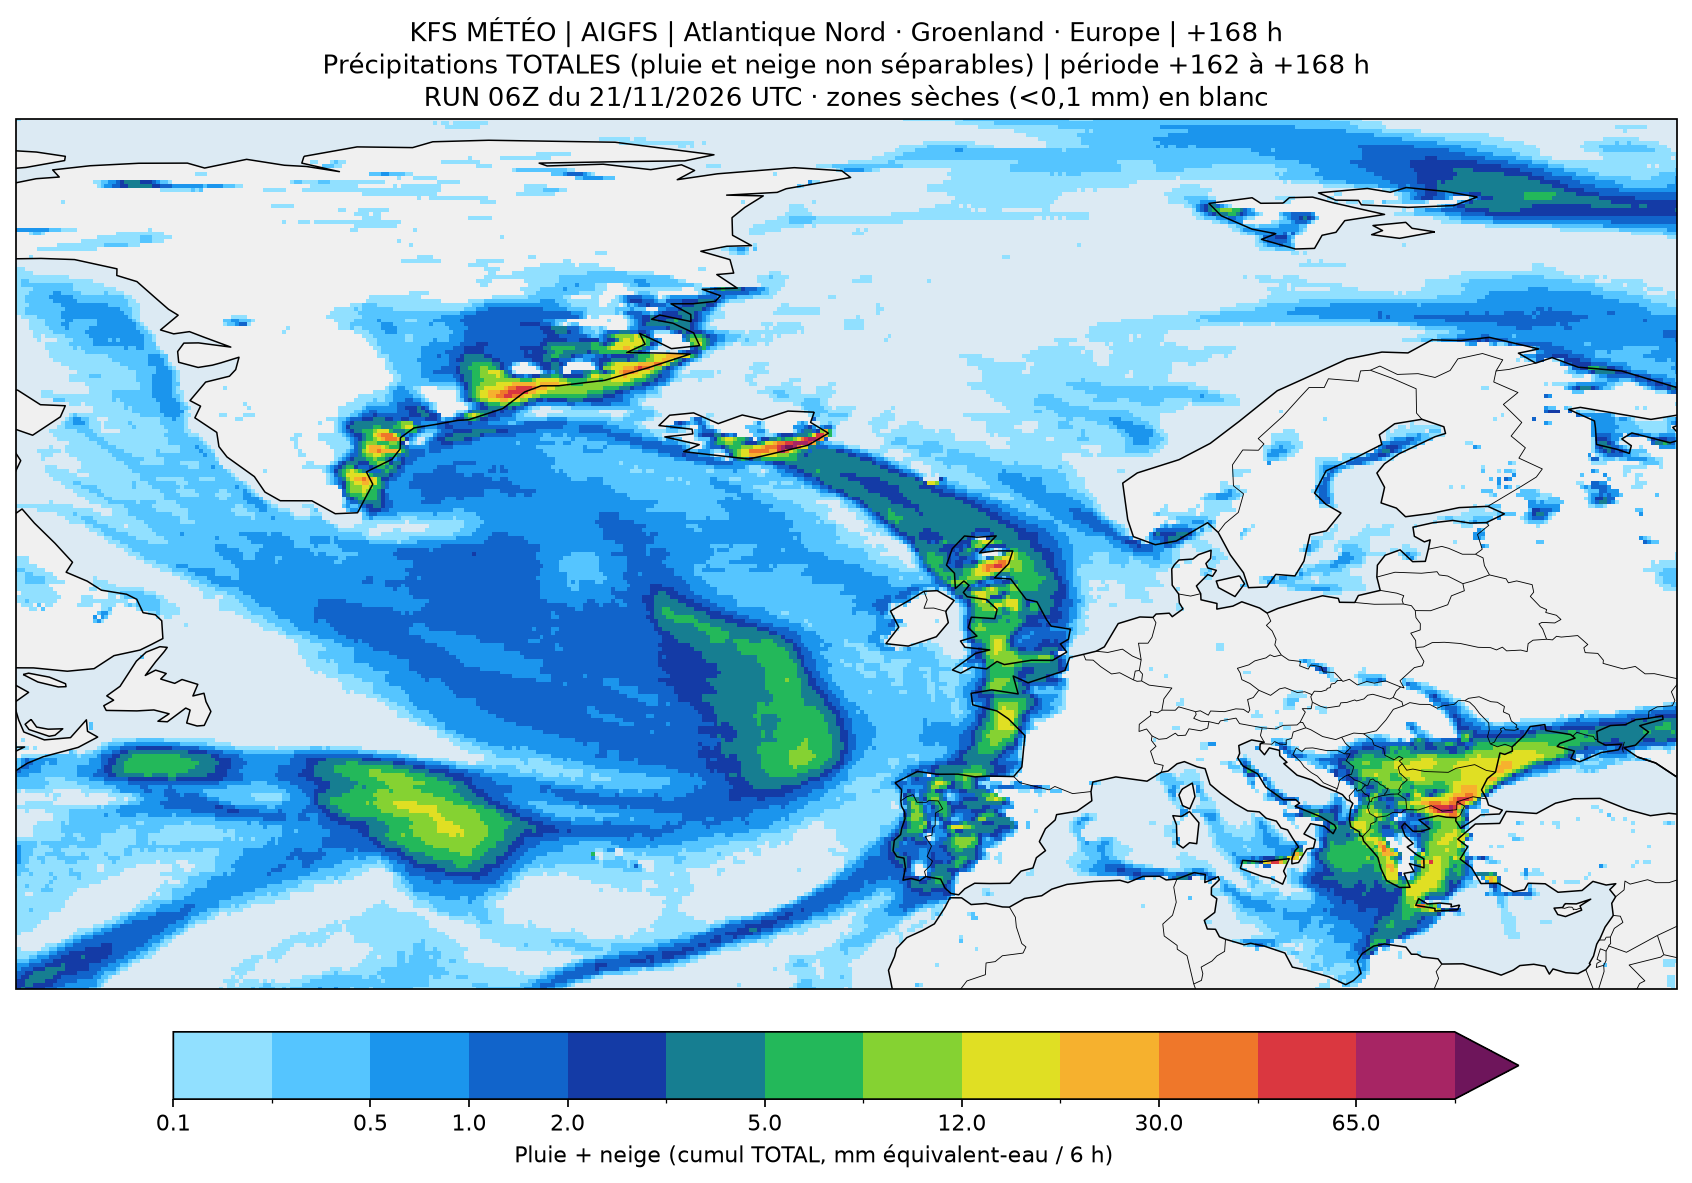 KFS MÉTÉO | AIGFS | Atlantique Nord · Groenland · Europe | +168 h
Précipitations TOTALES (pluie et neige non séparables) | période +162 à +168 h
RUN 06Z du 21/11/2026 UTC · zones sèches (<0,1 mm) en blanc
0.1 0.5 1.0 2.0 5.0 12.0 30.0 65.0
Pluie + neige (cumul TOTAL, mm équivalent-eau / 6 h)